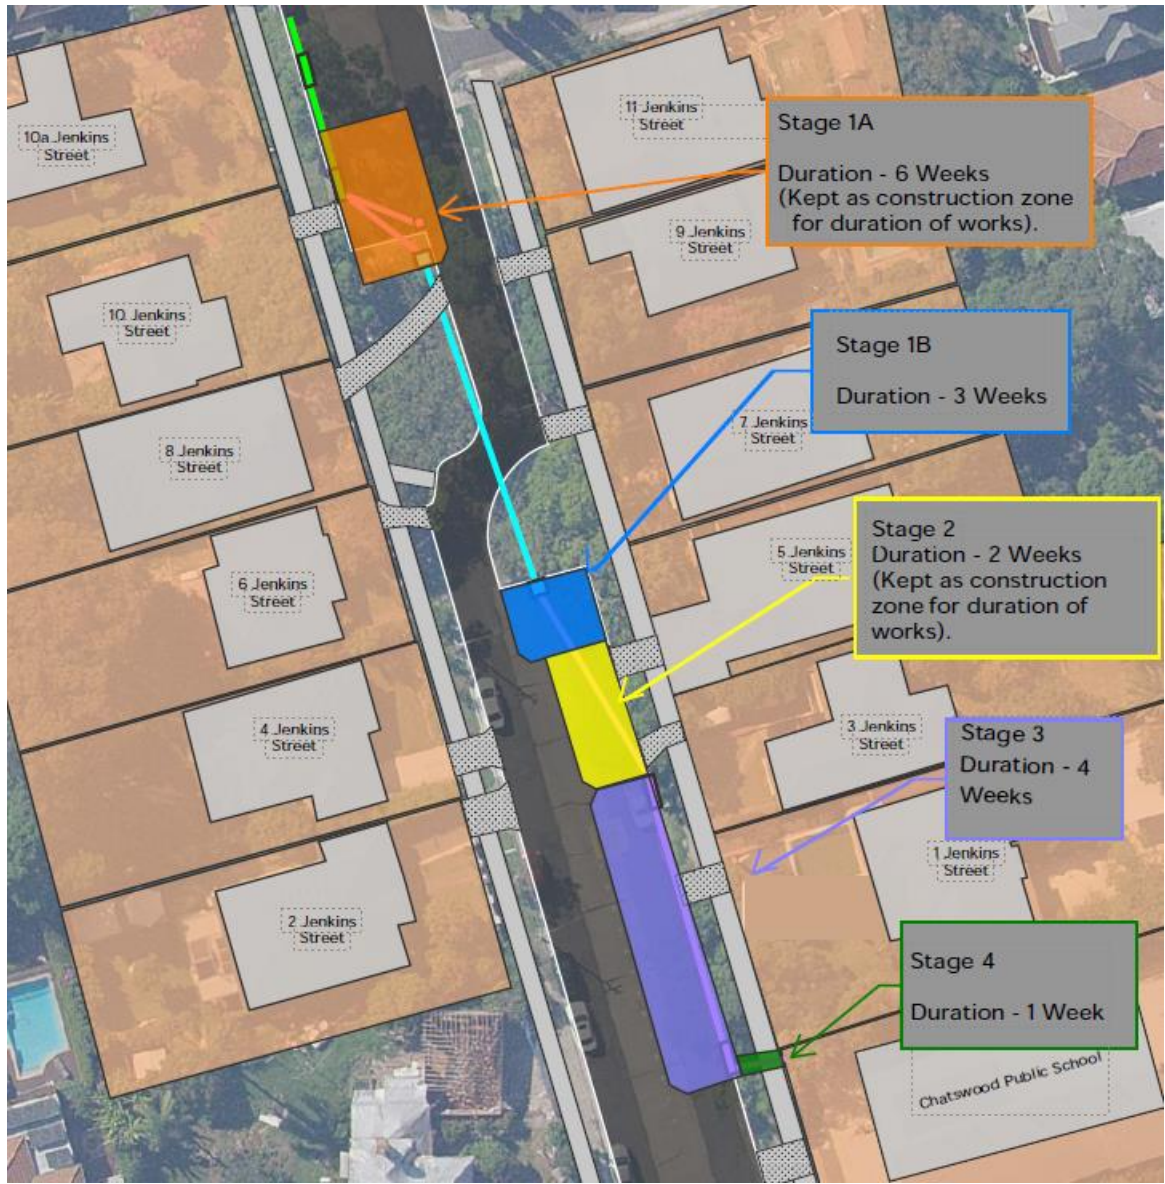 10a Jenkins
Street
11 Jenkins
Street
Stage 1A
Duration - 6 Weeks
(Kept as construction zone
for duration of works).
9 Jenkins
Street
10 Jenkins
Street
Stage 1B
Duration - 3 Weeks
8 Jenkins
Street
7 Jenkins
Street
Stage 2
Duration - 2 Weeks
(Kept as construction
zone for duration of
works).
5 Jenkins
Street
6 Jenkins
Street
4 Jenkins
Street
3 Jenkins
Street
Stage 3
Duration - 4
Weeks
1 Jenkins
Street
2 Jenkins
Street
Stage 4
Duration - 1 Week
Chatswood Public School